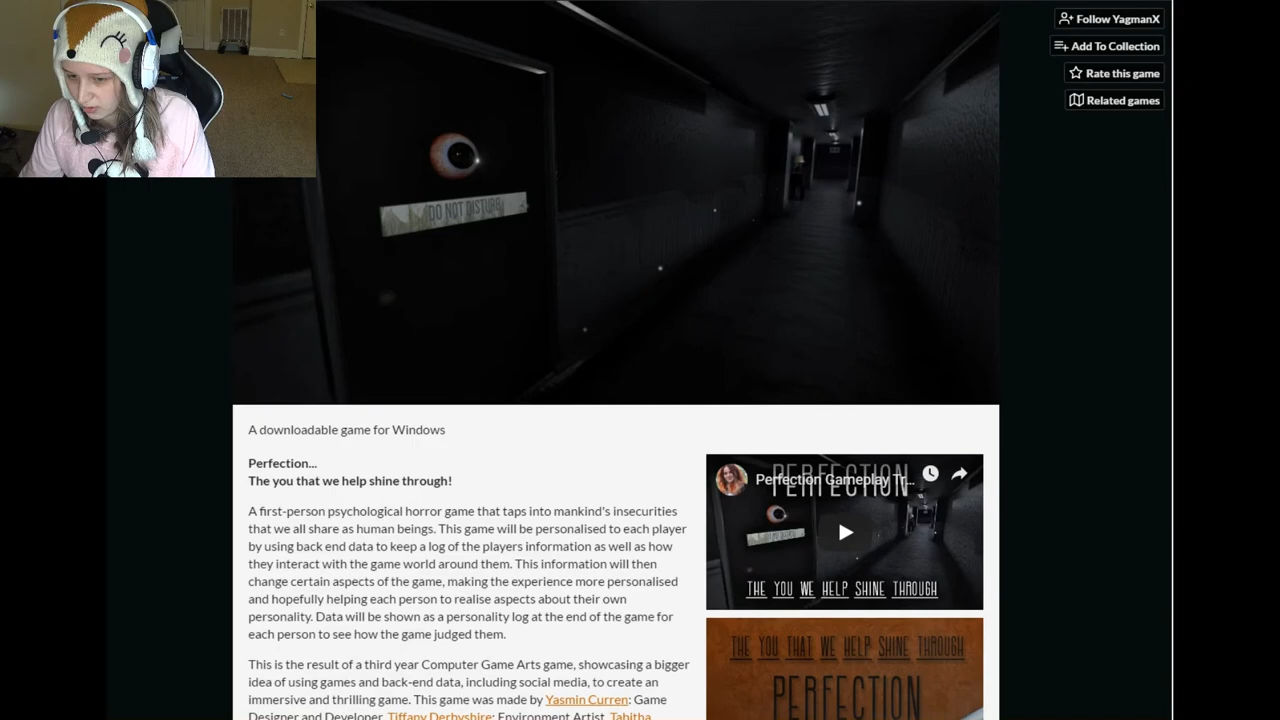 Follow YagmanX
Add To Collection
Rate this game
Related games
DO NOT DISTURB
A downloadable game for Windows
Perfection...
The you that we help shine through!
A first-person psychological horror game that taps into mankind's insecurities
that we all share as human beings. This game will be personalised to each player
by using back end data to keep a log of the players information as well as how
they interact with the game world around them. This information will then
change certain aspects of the game, making the experience more personalised
and hopefully helping each person to realise aspects about their own
personality. Data will be shown as a personality log at the end of the game for
each person to see how the game judged them.
This is the result of a third year Computer Game Arts game, showcasing a bigger
idea of using games and back-end data, including social media, to create an
immersive and thrilling game. This game was made by Yasmin Curren: Game
Designer and Developer, Tiffany Derbyshire: Environment Artist, Tabitha
PERFECTION
Perfection Gameplay Tr...
THE YOU WE HELP SHINE THROUGH
THE YOU THAT WE HELP SHINE THROUGH
PERFECTION